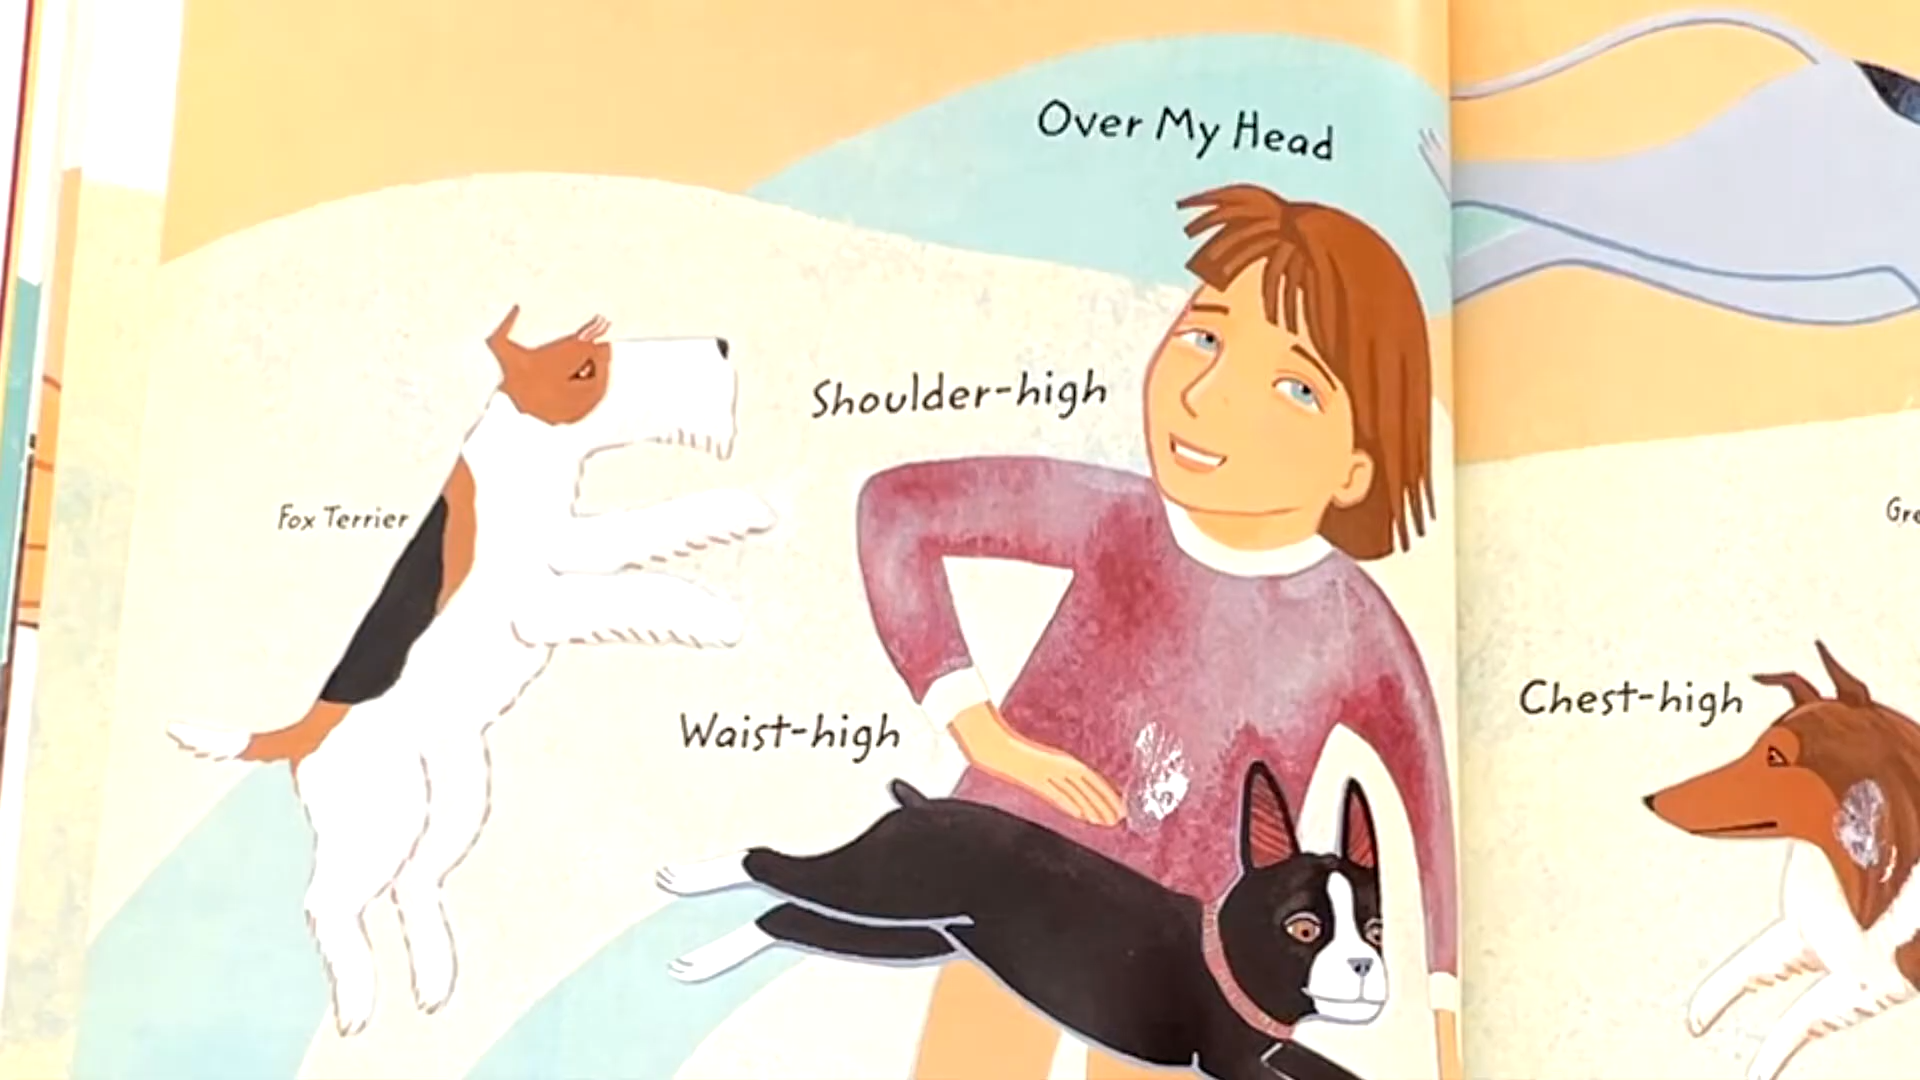 Over My Head
Shoulder-high
Fox Terrier
Waist-high
Chest-high